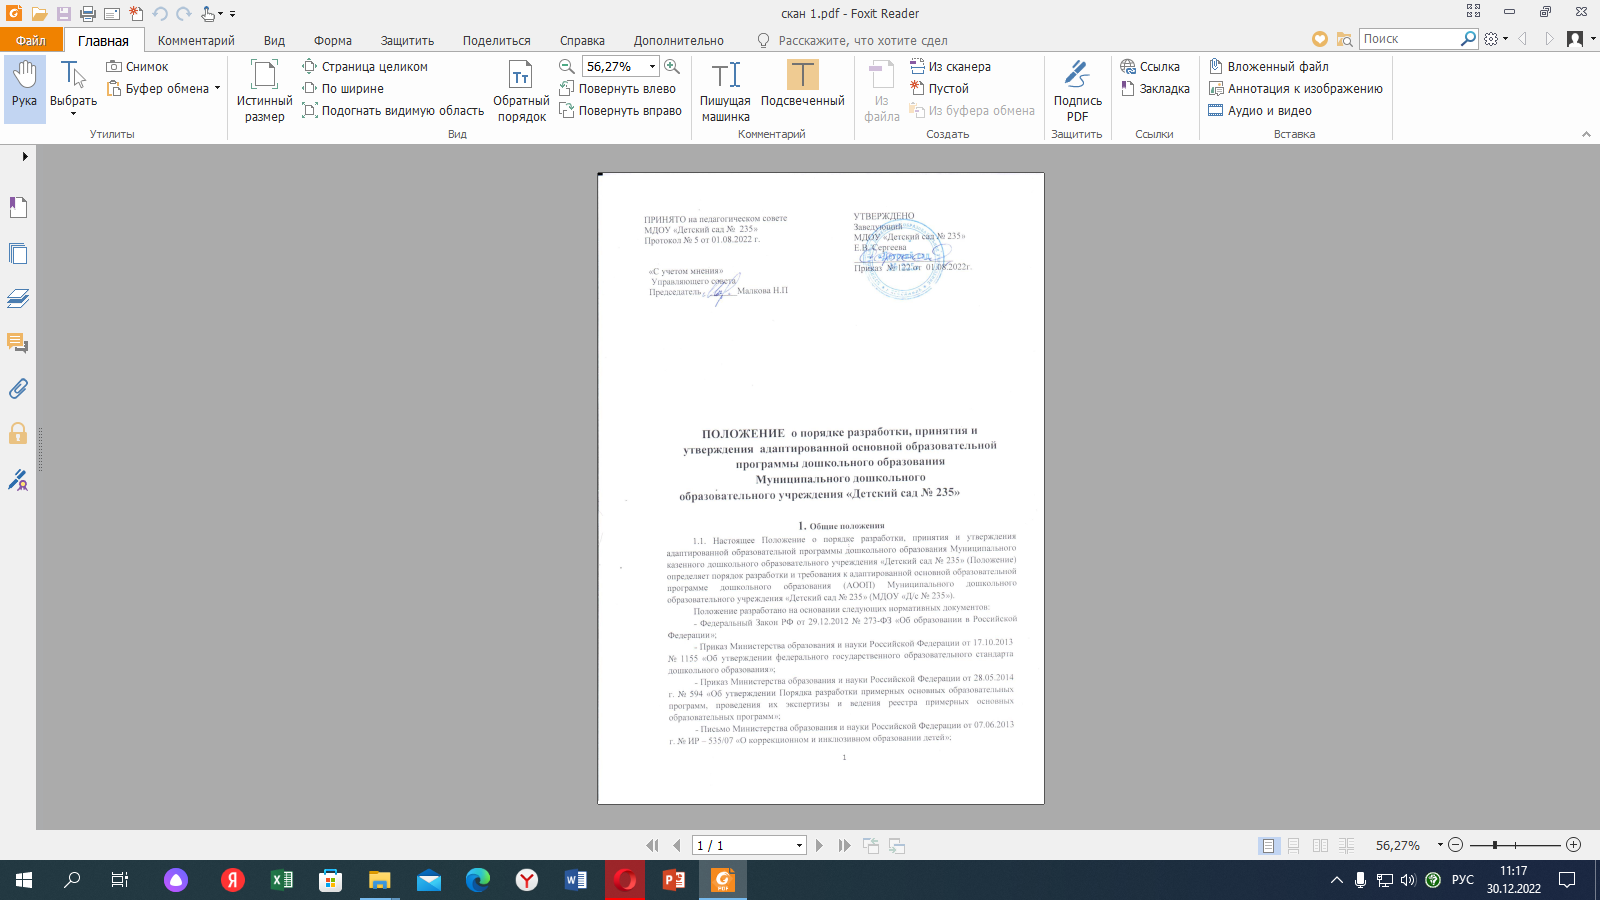 скан 1.pdf - Foxit Reader
Файл Главная Комментарий Вид Форма Защитить Поделиться Справка Дополнительно Расскажите, что хотите сдел Поиск
Рука
Выбрать
Снимок
Буфер обмена
Утилиты
Истинный
размер
Страница целиком
По ширине
Подогнать видимую область
Обратный
порядок
56,27%
Повернуть влево
Повернуть вправо
Вид
Пишущая
машинка
Подсвеченный
Комментарий
Из
файла
Из сканера
Пустой
Из буфера обмена
Создать
Подпись
PDF
Защитить
Ссылка
Закладка
Ссылки
Вложенный файл
Аннотация к изображению
Аудио и видео
Вставка
ПРИНЯТО на педагогическом совете
МДОУ «Детский сад № 235»
Протокол № 5 от 01.08.2022 г.
«С учетом мнения»
Управляющего совета
Председатель Малкова Н.П
УТВЕРЖДЕНО
Заведующий
МДОУ «Детский сад № 235»
Е.В. Сергеева
Приказ № 122 от 01.08.2022г.
ПОЛОЖЕНИЕ о порядке разработки, принятия и
утверждения адаптированной основной образовательной
программы дошкольного образования
Муниципального дошкольного
образовательного учреждения «Детский сад № 235»
1. Общие положения
1.1. Настоящее Положение о порядке разработки, принятия и утверждения
адаптированной образовательной программы дошкольного образования Муниципального
казенного дошкольного образовательного учреждения «Детский сад № 235» (Положение)
определяет порядок разработки и требования к адаптированной основной образовательной
программе дошкольного образования (АООП) Муниципального дошкольного
образовательного учреждения «Детский сад № 235» (МДОУ «Д/с № 235»).
Положение разработано на основании следующих нормативных документов:
- Федеральный Закон РФ от 29.12.2012 № 273-ФЗ «Об образовании в Российской
Федерации»;
- Приказ Министерства образования и науки Российской Федерации от 17.10.2013
№ 1155 «Об утверждении федерального государственного образовательного стандарта
дошкольного образования»;
- Приказ Министерства образования и науки Российской Федерации от 28.05.2014
г. № 594 «Об утверждении Порядка разработки примерных основных образовательных
программ, проведения их экспертизы и ведения реестра примерных основных
образовательных программ»;
- Письмо Министерства образования и науки Российской Федерации от 07.06.2013
г. № ИР – 535/07 «О коррекционном и инклюзивном образовании детей»;
1
1 / 1
56,27%
РУС
11:17
30.12.2022